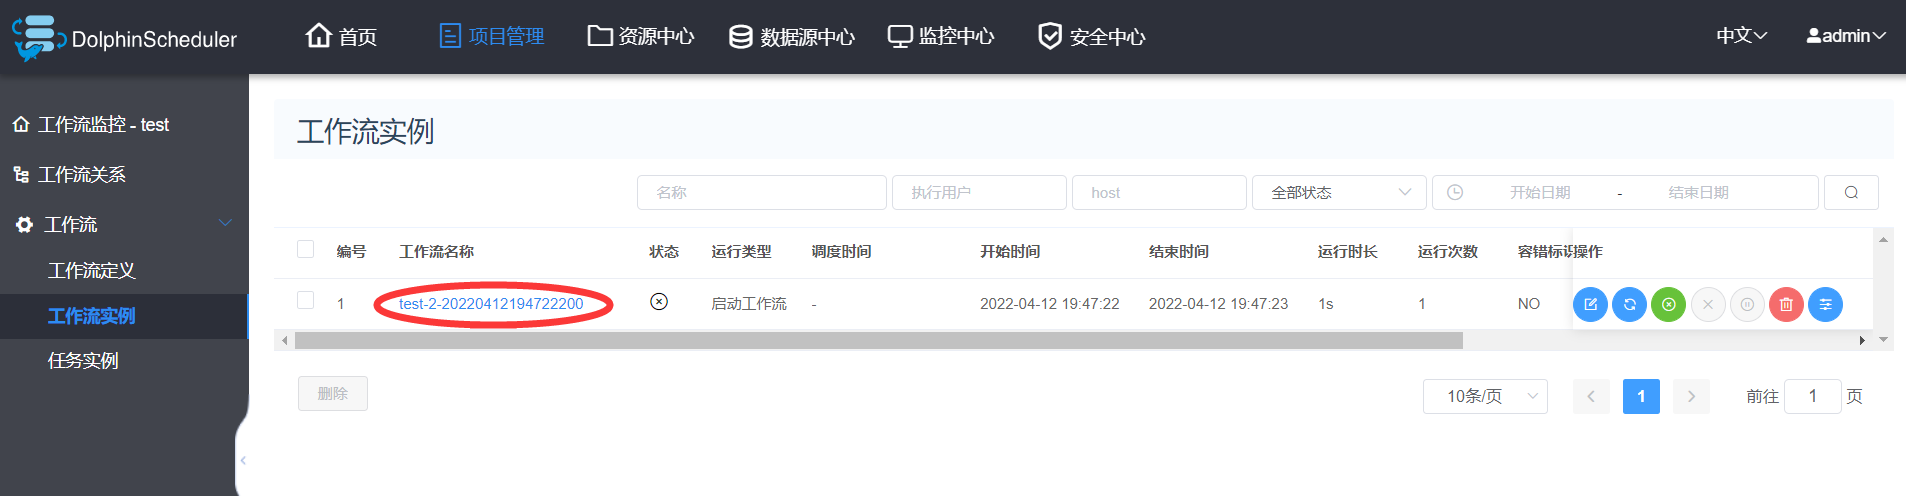 DolphinScheduler 首页 项目管理 资源中心 数据源中心 监控中心 安全中心 中文 admin
工作流监控 - test
工作流关系
工作流
工作流定义
工作流实例
任务实例
工作流实例
名称 执行用户 host 全部状态 开始日期 - 结束日期
编号 工作流名称 状态 运行类型 调度时间 开始时间 结束时间 运行时长 运行次数 容错标识 操作
1 test-2-20220412194722200 启动工作流 - 2022-04-12 19:47:22 2022-04-12 19:47:23 1s 1 NO
删除 10条/页 1 前往 1 页